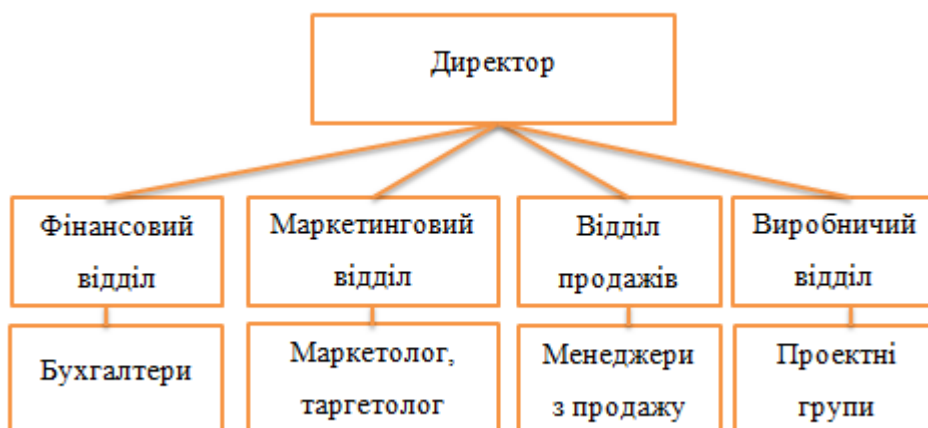 Директор
Фінансовий
відділ
Маркетинговий
відділ
Відділ
продажів
Виробничий
відділ
Бухгалтери
Маркетолог,
таргетолог
Менеджери
з продажу
Проектні
групи